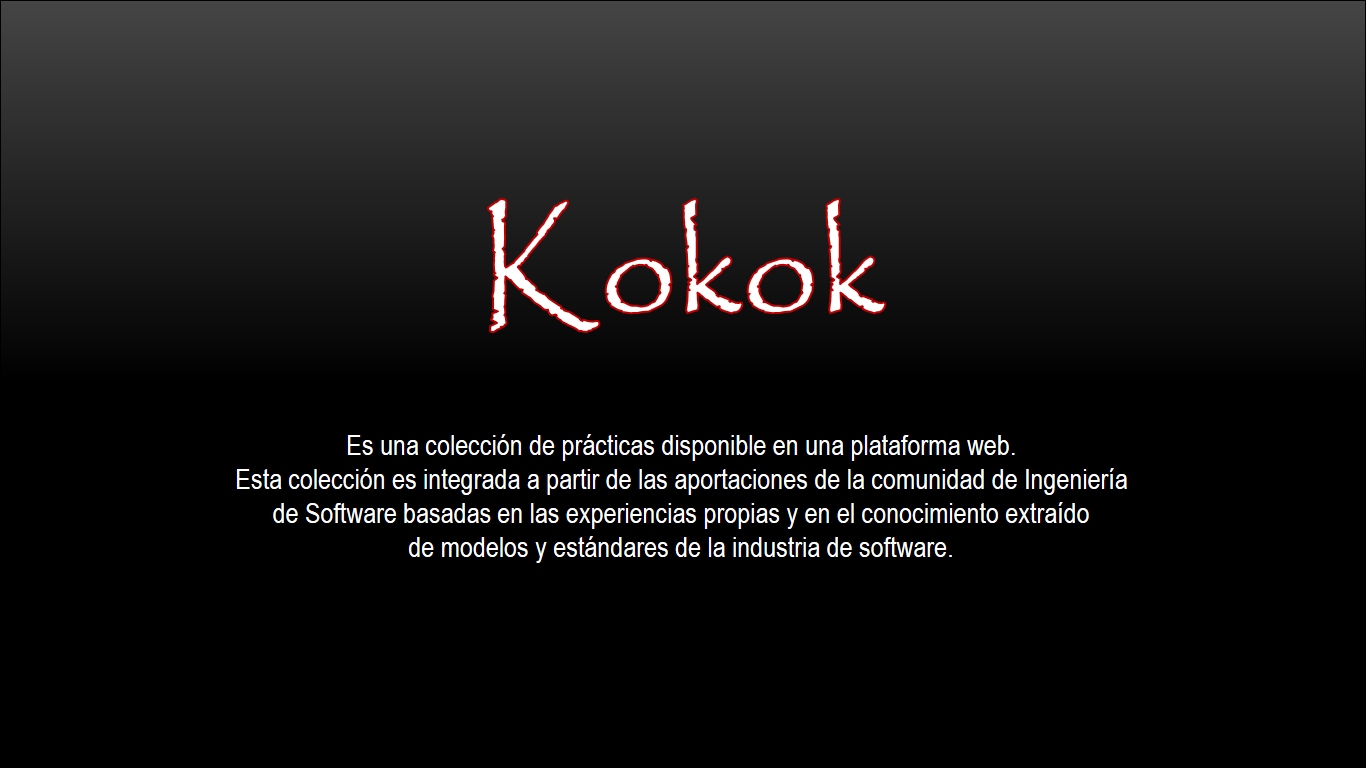 Kokok
Es una colección de prácticas disponible en una plataforma web.
Esta colección es integrada a partir de las aportaciones de la comunidad de Ingeniería
de Software basadas en las experiencias propias y en el conocimiento extraído
de modelos y estándares de la industria de software.